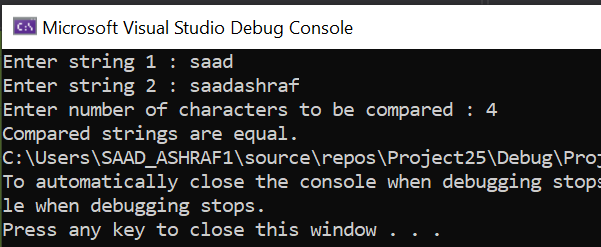 Microsoft Visual Studio Debug Console
Enter string 1 : saad
Enter string 2 : saadashraf
Enter number of characters to be compared : 4
Compared strings are equal.
C:\Users\SAAD_ASHRAF1\source\repos\Project25\Debug\Proj
To automatically close the console when debugging stops
le when debugging stops.
Press any key to close this window . . .